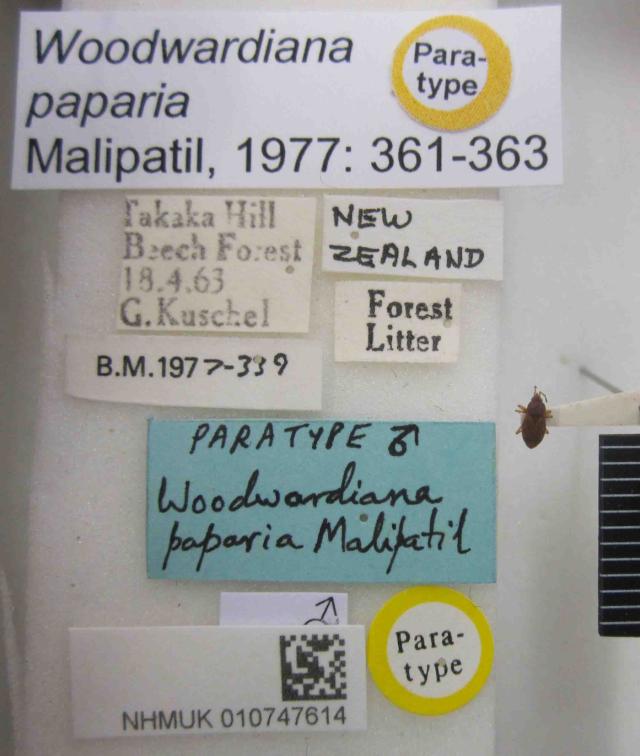 Woodwardiana
paparia
Malipatil, 1977: 361-363
Para-
type
Takaka Hill
Beech Forest
18.4.63
G. Kuschel
NEW
ZEALAND
Forest
Litter
B.M.1977-339
PARATYPE ♂
Woodwardiana
paparia Malipatil
♂
Para-
type
NHMUK 010747614